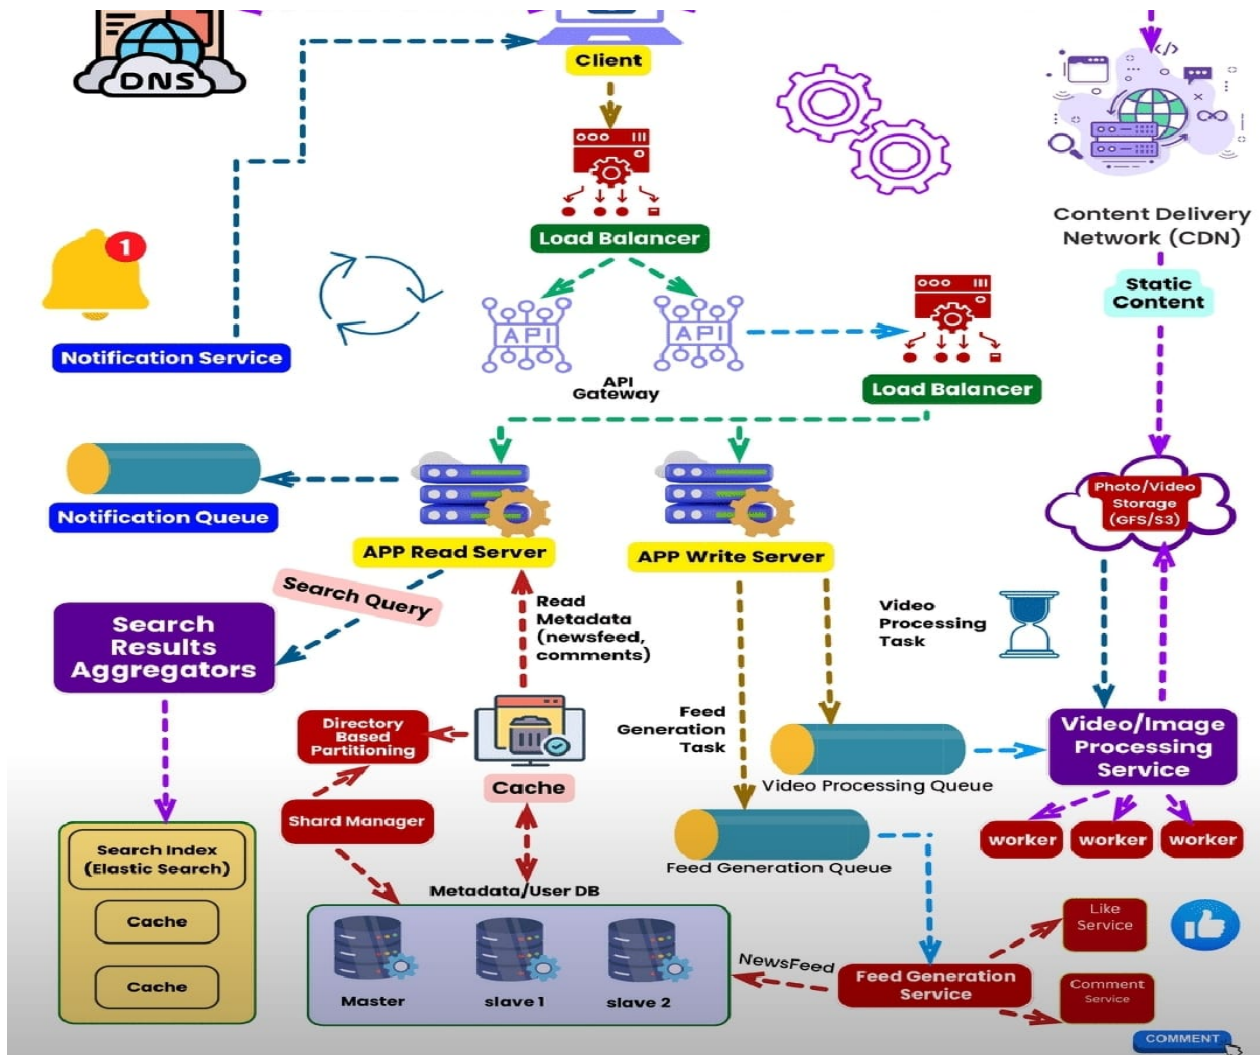 DNS
Client
</>
1
Load Balancer
Content Delivery
Network (CDN)
Static
Content
API
API
API
Gateway
Notification Service
Load Balancer
Notification Queue
APP Read Server
APP Write Server
Photo/Video
Storage
(GFS/S3)
Search Query
Read
Metadata
(newsfeed,
comments)
Video
Processing
Task
Search
Results
Aggregators
Directory
Based
Partitioning
Feed
Generation
Task
Video/Image
Processing
Service
Cache
Video Processing Queue
Shard Manager
worker
worker
worker
Search Index
(Elastic Search)
Cache
Cache
Feed Generation Queue
Metadata/User DB
Master
slave 1
slave 2
NewsFeed
Feed Generation
Service
Like
Service
Comment
Service
COMMENT